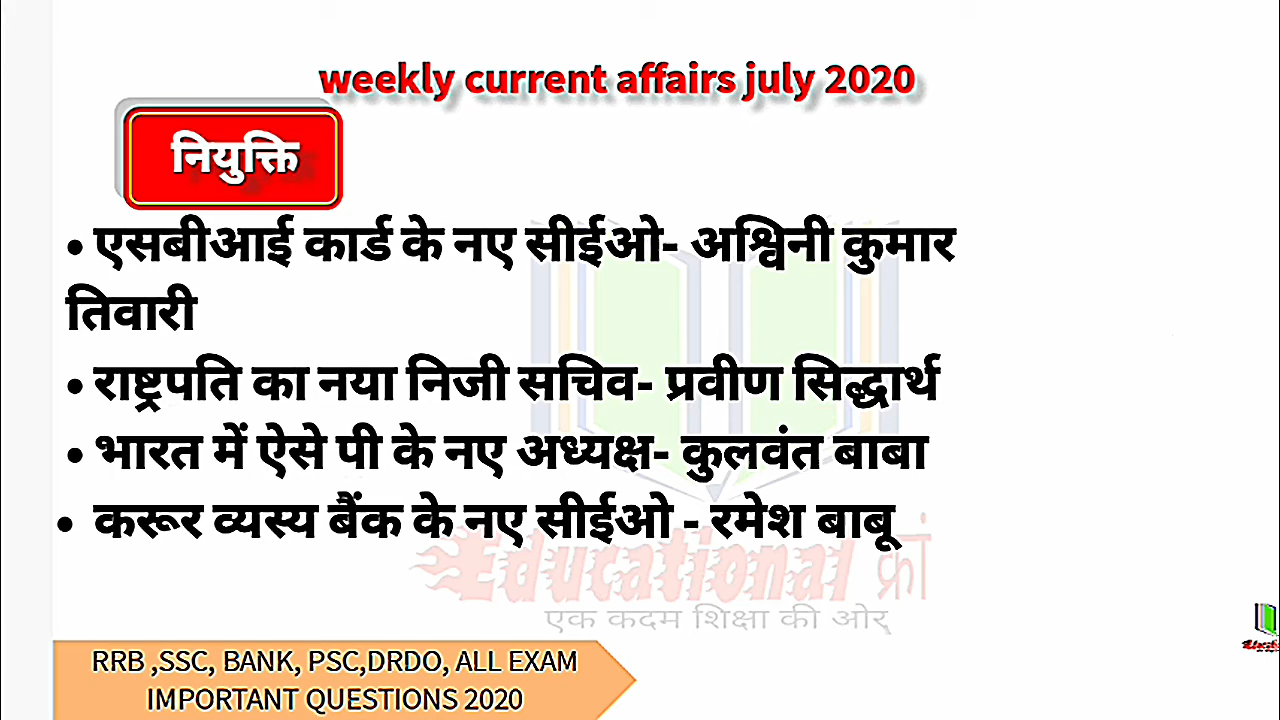 weekly current affairs july 2020
नियुक्ति
• एसबीआई कार्ड के नए सीईओ- अश्विनी कुमार
तिवारी
• राष्ट्रपति का नया निजी सचिव- प्रवीण सिद्धार्थ
• भारत में ऐसे पी के नए अध्यक्ष- कुलवंत बाबा
• करूर व्यस्य बैंक के नए सीईओ - रमेश बाबू
Educational क्रां
एक कदम शिक्षा की ओर्
RRB ,SSC, BANK, PSC,DRDO, ALL EXAM
IMPORTANT QUESTIONS 2020